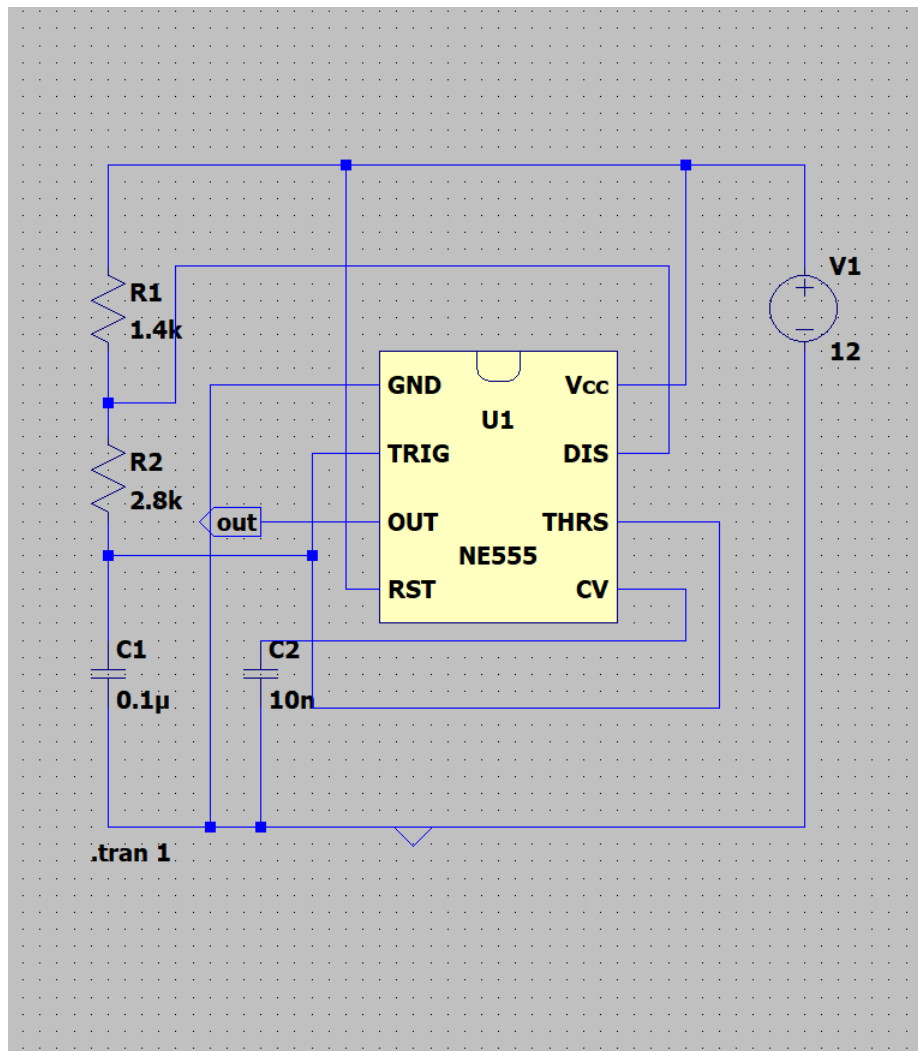 V1
R1
1.4k
12
GND
Vcc
U1
R2
2.8k
TRIG
DIS
out
OUT
THRS
NE555
RST
CV
C1
C2
0.1µ
10n
.tran 1